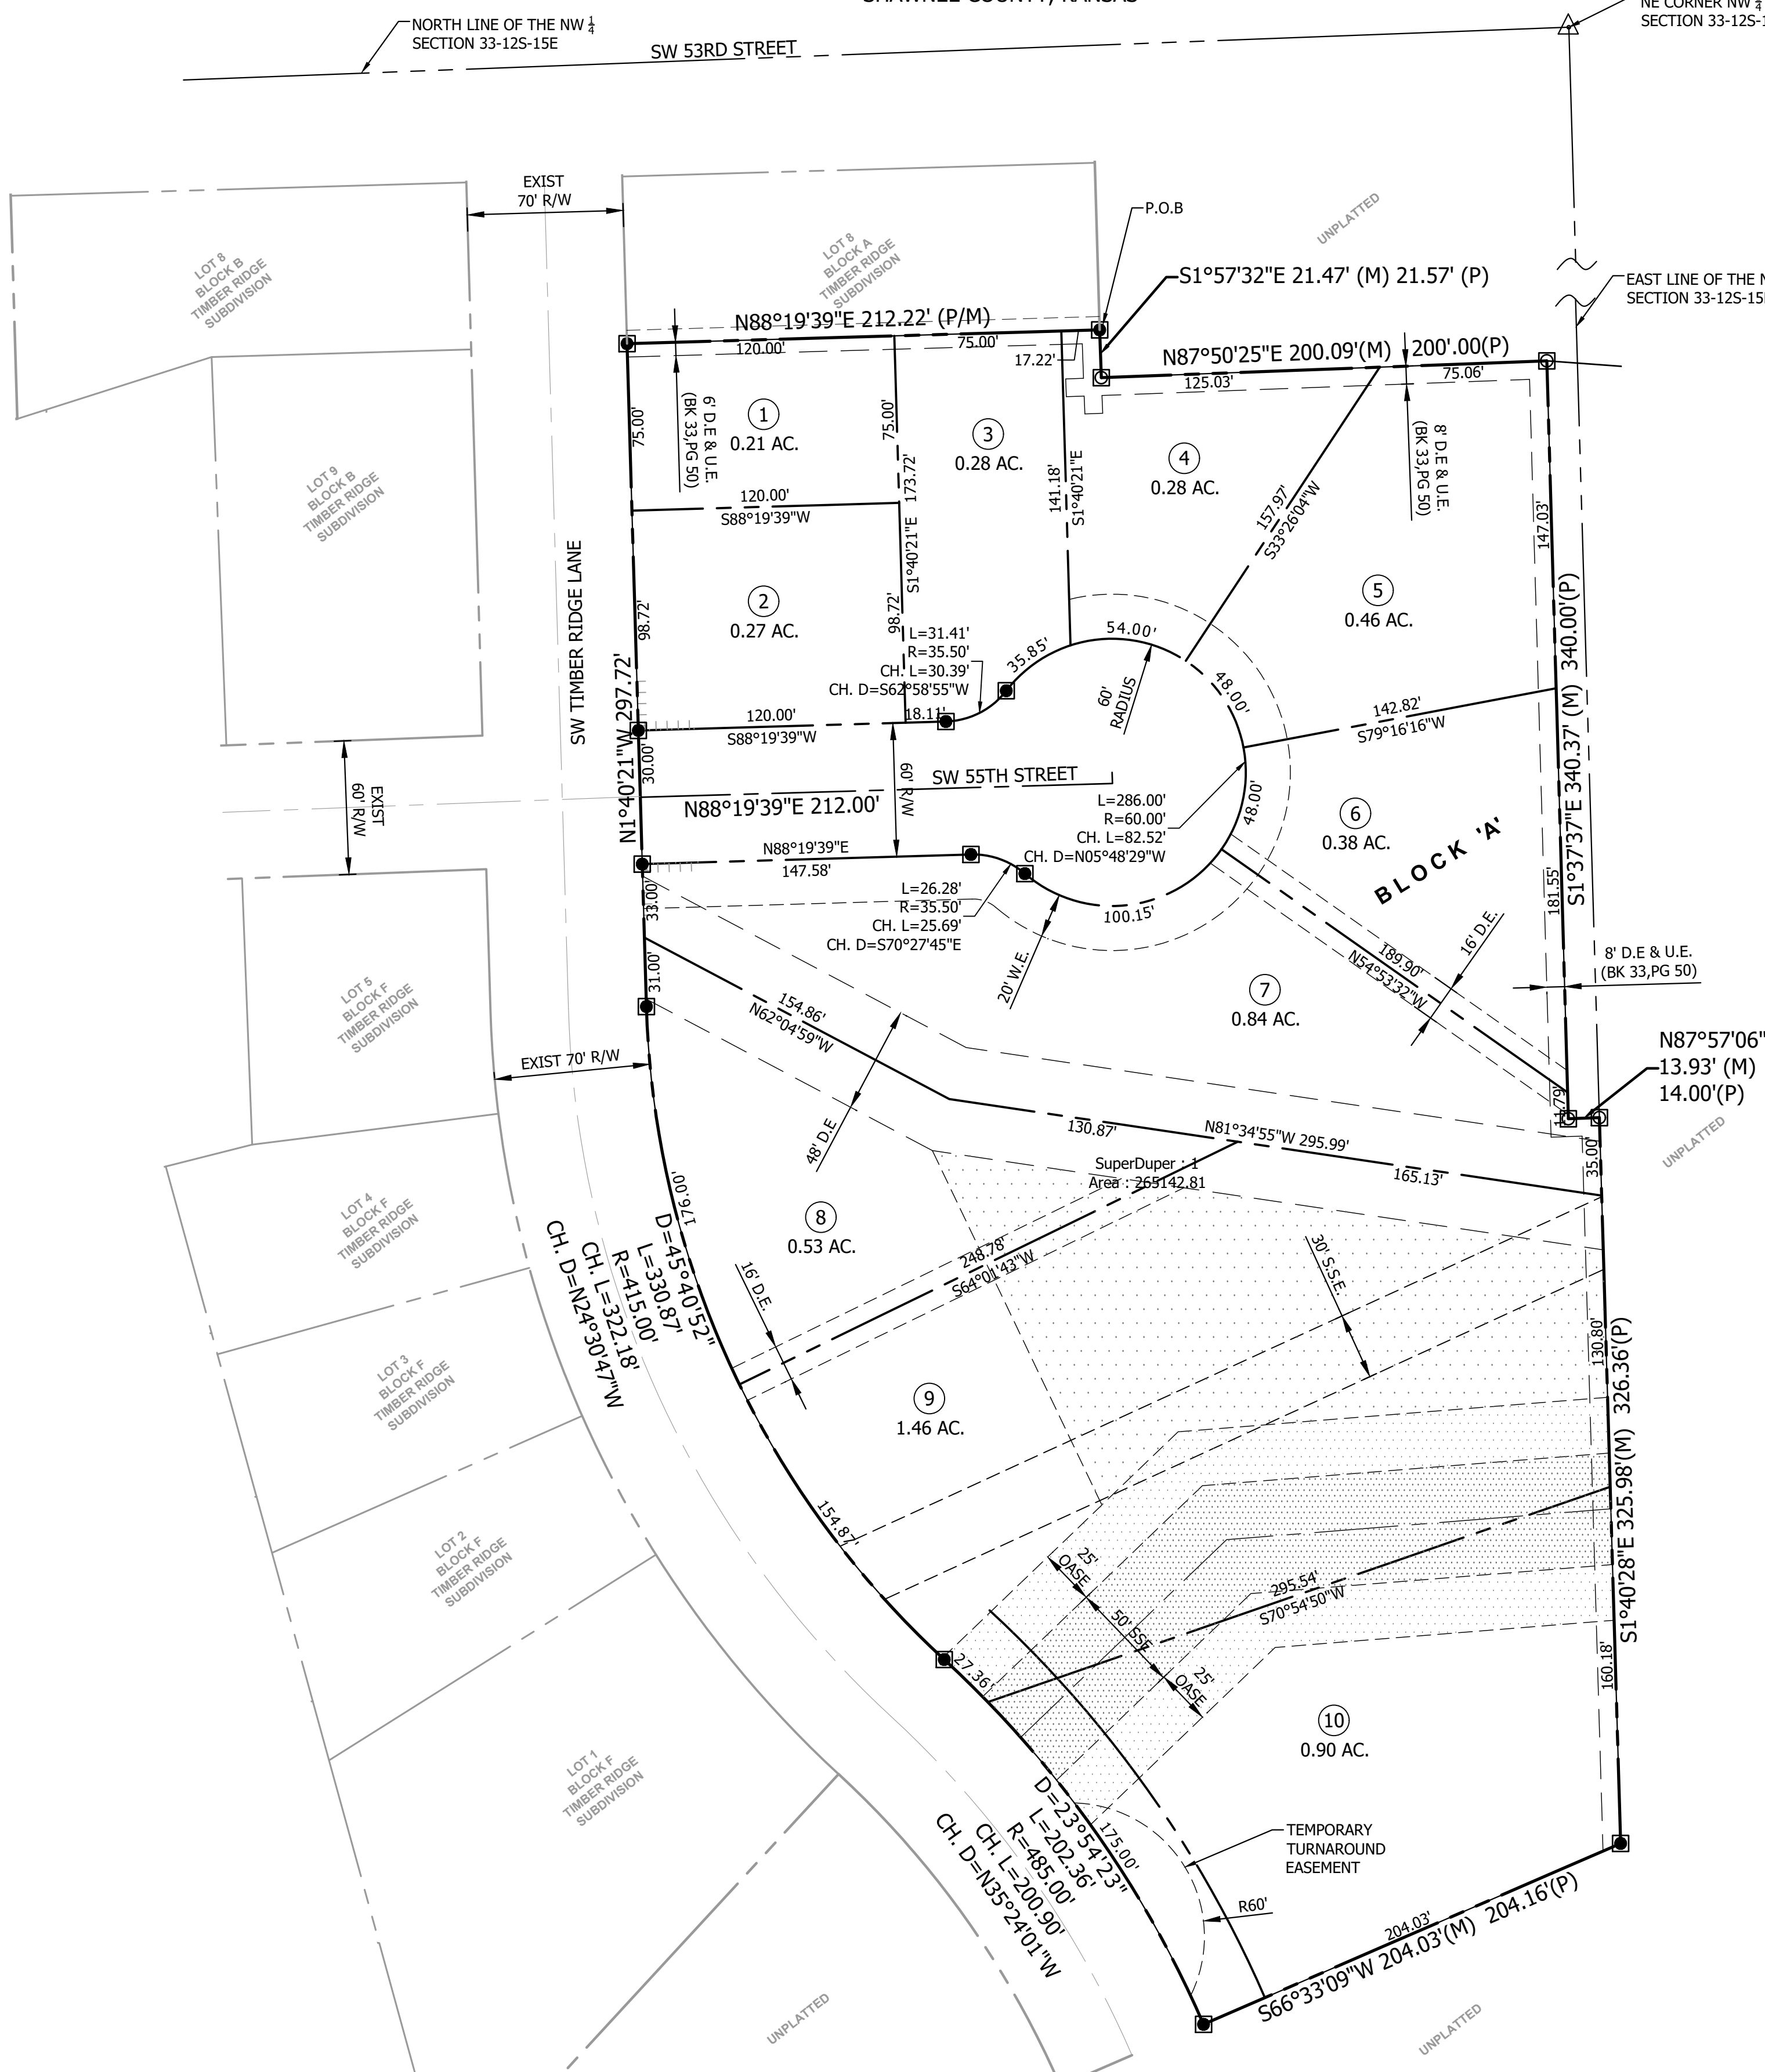 SHAWNEE COUNTY, KANSAS
NORTH LINE OF THE NW 1/4
SECTION 33-12S-15E
SW 53RD STREET
NE CORNER NW 1/4
SECTION 33-12S-1
EXIST
70' R/W
P.O.B
UNPLATTED
LOT 8
BLOCK B
TIMBER RIDGE
SUBDIVISION
LOT 8
BLOCK A
TIMBER RIDGE
SUBDIVISION
S1°57'32"E 21.47' (M) 21.57' (P)
EAST LINE OF THE N
SECTION 33-12S-15
N88°19'39"E 212.22' (P/M)
120.00'
75.00'
17.22'
N87°50'25"E 200.09'(M) 200'.00(P)
125.03'
75.06'
75.00'
6' D.E & U.E.
(BK 33,PG 50)
1
0.21 AC.
75.00'
3
0.28 AC.
4
0.28 AC.
8' D.E & U.E.
(BK 33,PG 50)
LOT 9
BLOCK B
TIMBER RIDGE
SUBDIVISION
120.00'
S88°19'39"W
S1°40'21"E 173.72'
141.18'
S1°40'21"E
157.97'
S33°26'04"W
147.03'
SW TIMBER RIDGE LANE
98.72'
2
0.27 AC.
98.72'
5
0.46 AC.
L=31.41'
R=35.50'
CH. L=30.39'
CH. D=S62°58'55"W
35.85'
54.00'
60'
RADIUS
48.00'
S1°37'37"E 340.37' (M) 340.00'(P)
N1°40'21"W 297.72'
120.00'
S88°19'39"W
18.11'
142.82'
S79°16'16"W
30.00'
60' R/W
SW 55TH STREET
N88°19'39"E 212.00'
EXIST
60' R/W
L=286.00'
R=60.00'
CH. L=82.52'
CH. D=N05°48'29"W
48.00'
6
0.38 AC.
BLOCK 'A'
N88°19'39"E
147.58'
33.00'
L=26.28'
R=35.50'
CH. L=25.69'
CH. D=S70°27'45"E
100.15'
181.55'
16' D.E.
31.00'
20' W.E.
189.90'
N54°53'32"W
8' D.E & U.E.
(BK 33,PG 50)
LOT 5
BLOCK F
TIMBER RIDGE
SUBDIVISION
154.86'
N62°04'59"W
7
0.84 AC.
EXIST 70' R/W
N87°57'06"
13.93' (M)
14.00'(P)
11.79'
48' D.E
130.87'
N81°34'55"W 295.99'
165.13'
35.00'
UNPLATTED
SuperDuper : 1
Area : 265142.81
176.00'
8
0.53 AC.
LOT 4
BLOCK F
TIMBER RIDGE
SUBDIVISION
D=45°40'52"
L=330.87'
R=415.00'
CH. L=322.18'
CH. D=N24°30'47"W
16' D.E.
248.78'
S64°01'43"W
30' S.S.E.
130.80'
S1°40'28"E 325.98'(M) 326.36'(P)
LOT 3
BLOCK F
TIMBER RIDGE
SUBDIVISION
9
1.46 AC.
154.87'
LOT 2
BLOCK F
TIMBER RIDGE
SUBDIVISION
25'
OASE
50' SSE
25'
OASE
295.54'
S70°54'50"W
27.36'
160.18'
10
0.90 AC.
LOT 1
BLOCK F
TIMBER RIDGE
SUBDIVISION
D=23°54'23"
L=202.36'
R=485.00'
CH. L=200.90'
CH. D=N35°24'01"W
175.00'
TEMPORARY
TURNAROUND
EASEMENT
R60'
204.03'
S66°33'09"W 204.03'(M) 204.16'(P)
UNPLATTED
UNPLATTED